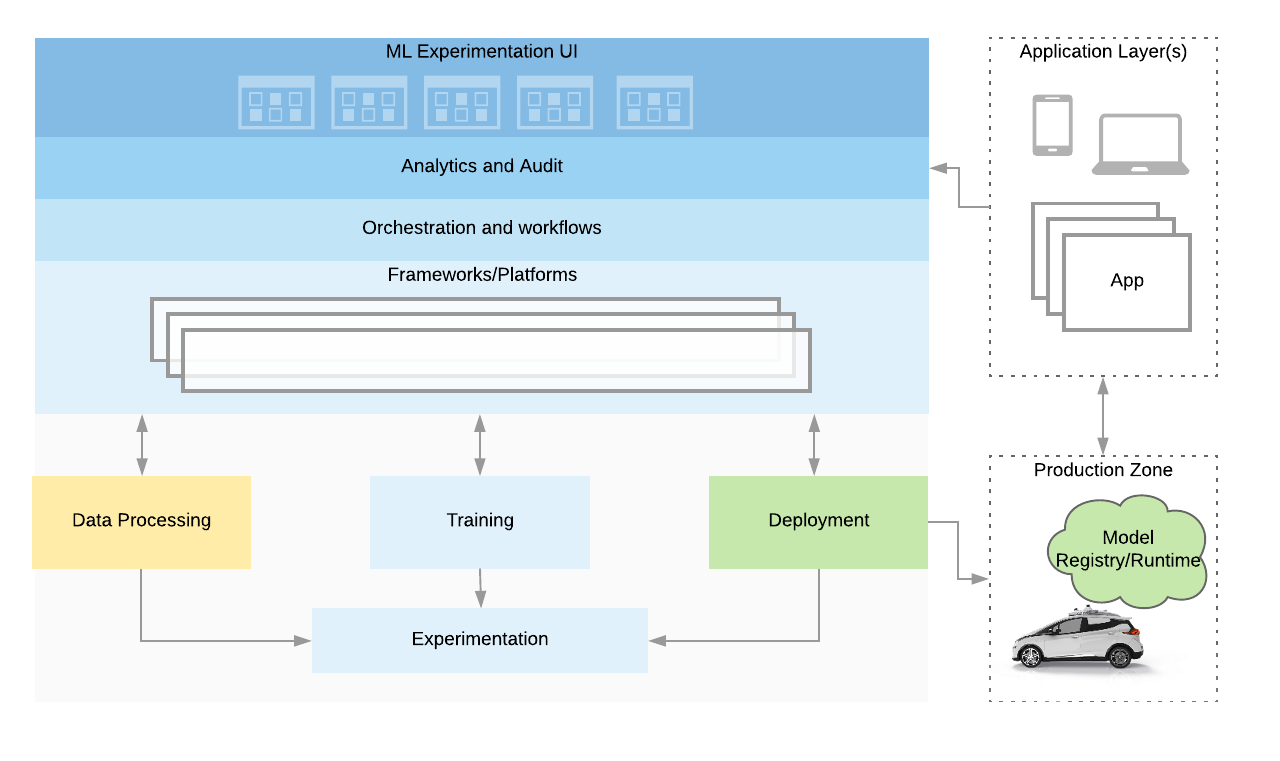 ML Experimentation UI
Analytics and Audit
Orchestration and workflows
Frameworks/Platforms
Data Processing
Training
Deployment
Experimentation
Application Layer(s)
App
Production Zone
Model
Registry/Runtime